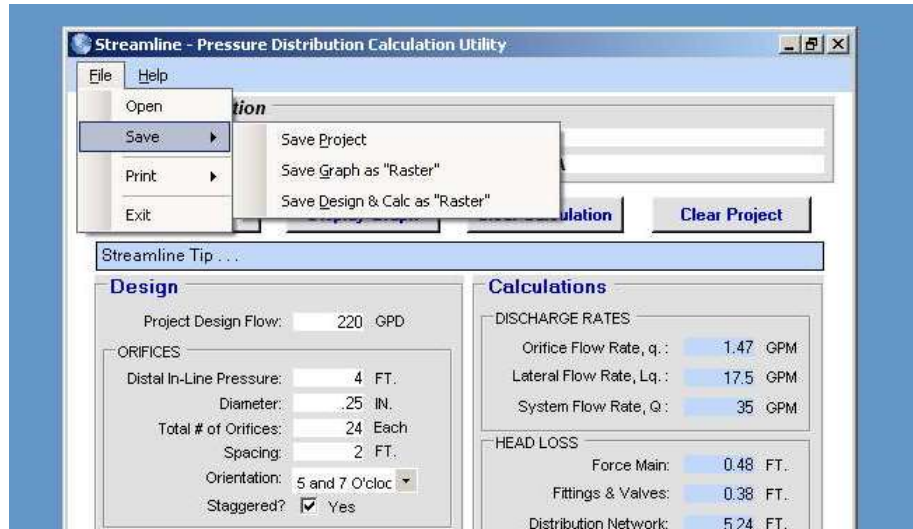 Streamline - Pressure Distribution Calculation Utility
File Help
Open
Save
Print
Exit
Save Project
Save Graph as "Raster"
Save Design & Calc as "Raster"
Clear Project
Streamline Tip . . .
Design
Project Design Flow: 220 GPD
ORIFICES
Distal In-Line Pressure: 4 FT.
Diameter: .25 IN.
Total # of Orifices: 24 Each
Spacing: 2 FT.
Orientation: 5 and 7 O'cloc
Staggered? Yes
Calculations
DISCHARGE RATES
Orifice Flow Rate, q. : 1.47 GPM
Lateral Flow Rate, Lq. : 17.5 GPM
System Flow Rate, Q : 35 GPM
HEAD LOSS
Force Main: 0.48 FT.
Fittings & Valves: 0.38 FT.
Distribution Network: 5.24 FT.